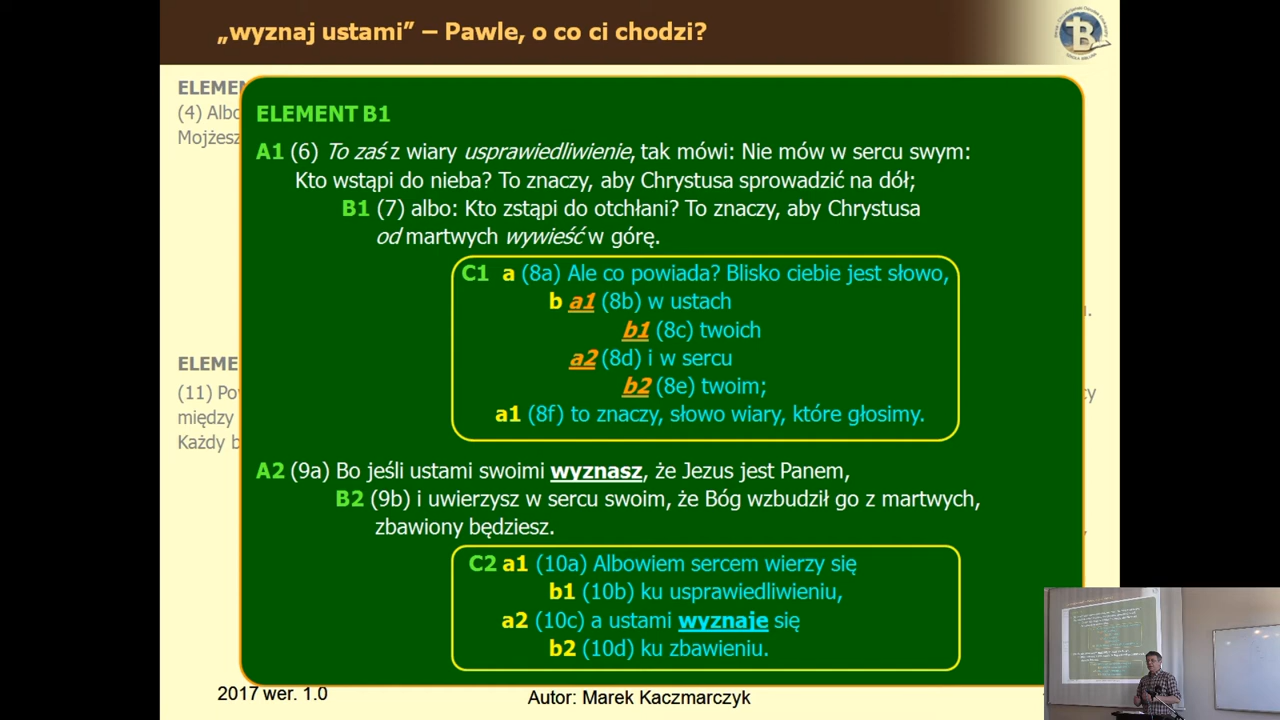 „wyznaj ustami” – Pawle, o co ci chodzi?
B
ELEMEN
(4) Albo
Mojżesz
ELEMENT B1
A1 (6) To zaś z wiary usprawiedliwienie, tak mówi: Nie mów w sercu swym:
Kto wstąpi do nieba? To znaczy, aby Chrystusa sprowadzić na dół;
B1 (7) albo: Kto zstąpi do otchłani? To znaczy, aby Chrystusa
od martwych wywieść w górę.
C1 a (8a) Ale co powiada? Blisko ciebie jest słowo,
b a1 (8b) w ustach
b1 (8c) twoich
a2 (8d) i w sercu
b2 (8e) twoim;
a1 (8f) to znaczy, słowo wiary, które głosimy.
ELEME
(11) Pow
między
Każdy b
A2 (9a) Bo jeśli ustami swoimi wyznasz, że Jezus jest Panem,
B2 (9b) i uwierzysz w sercu swoim, że Bóg wzbudził go z martwych,
zbawiony będziesz.
C2 a1 (10a) Albowiem sercem wierzy się
b1 (10b) ku usprawiedliwieniu,
a2 (10c) a ustami wyznaje się
b2 (10d) ku zbawieniu.
2017 wer. 1.0
Autor: Marek Kaczmarczyk